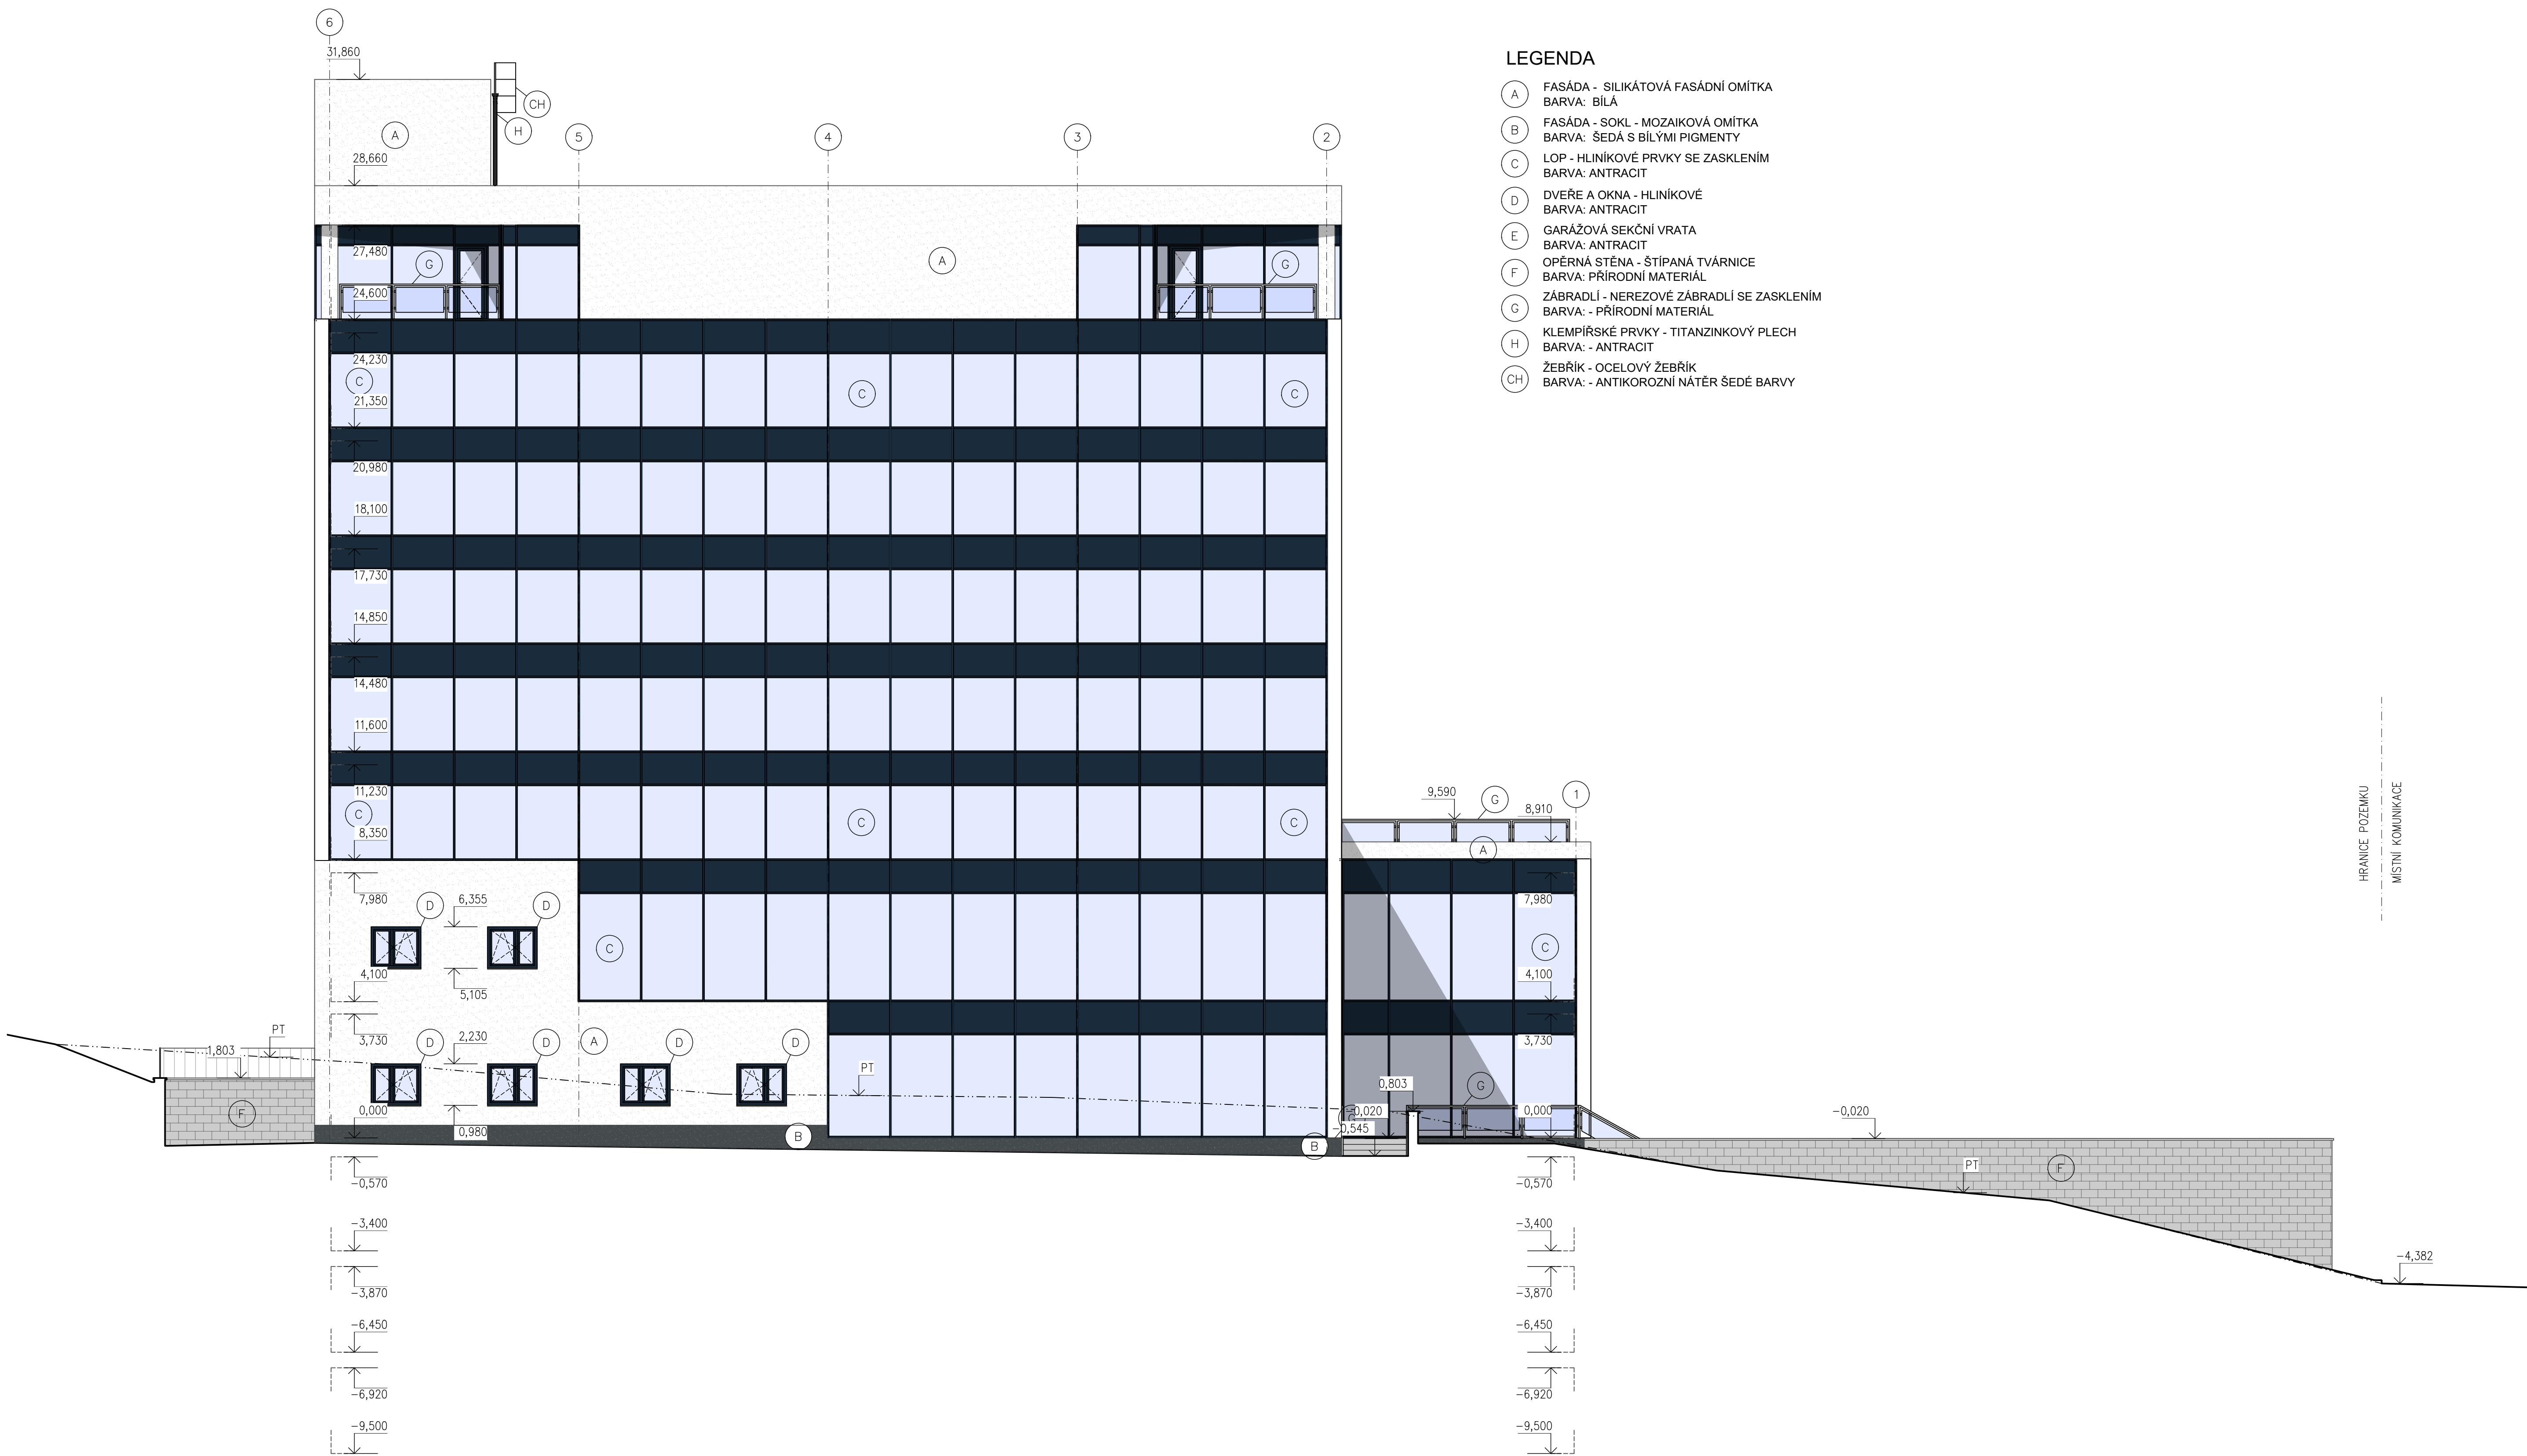 6
31,860
CH
H
A
28,660
5
4
3
2
LEGENDA
A
FASÁDA - SILIKÁTOVÁ FASÁDNÍ OMÍTKA
BARVA: BÍLÁ
B
FASÁDA - SOKL - MOZAIKOVÁ OMÍTKA
BARVA: ŠEDÁ S BÍLÝMI PIGMENTY
C
LOP - HLINÍKOVÉ PRVKY SE ZASKLENÍM
BARVA: ANTRACIT
D
DVEŘE A OKNA - HLINÍKOVÉ
BARVA: ANTRACIT
E
GARÁŽOVÁ SEKČNÍ VRATA
BARVA: ANTRACIT
F
OPĚRNÁ STĚNA - ŠTÍPANÁ TVÁRNICE
BARVA: PŘÍRODNÍ MATERIÁL
G
ZÁBRADLÍ - NEREZOVÉ ZÁBRADLÍ SE ZASKLENÍM
BARVA: - PŘÍRODNÍ MATERIÁL
H
KLEMPÍŘSKÉ PRVKY - TITANZINKOVÝ PLECH
BARVA: - ANTRACIT
CH
ŽEBŘÍK - OCELOVÝ ŽEBŘÍK
BARVA: - ANTIKOROZNÍ NÁTĚR ŠEDÉ BARVY
27,480
G
A
G
24,600
24,230
C
C
C
21,350
20,980
18,100
17,730
14,850
14,480
11,600
11,230
C
C
C
8,350
9,590
G
8,910
1
A
HRANICE POZEMKU
MÍSTNÍ KOMUNIKACE
7,980
D
6,355
D
7,980
C
C
4,100
5,105
4,100
PT
1,803
3,730
D
2,230
D
A
D
D
3,730
PT
F
0,000
0,980
B
0,803
G
-0,020
-0,545
B
0,000
-0,020
PT
F
-0,570
-0,570
-3,400
-3,400
-4,382
-3,870
-3,870
-6,450
-6,450
-6,920
-6,920
-9,500
-9,500